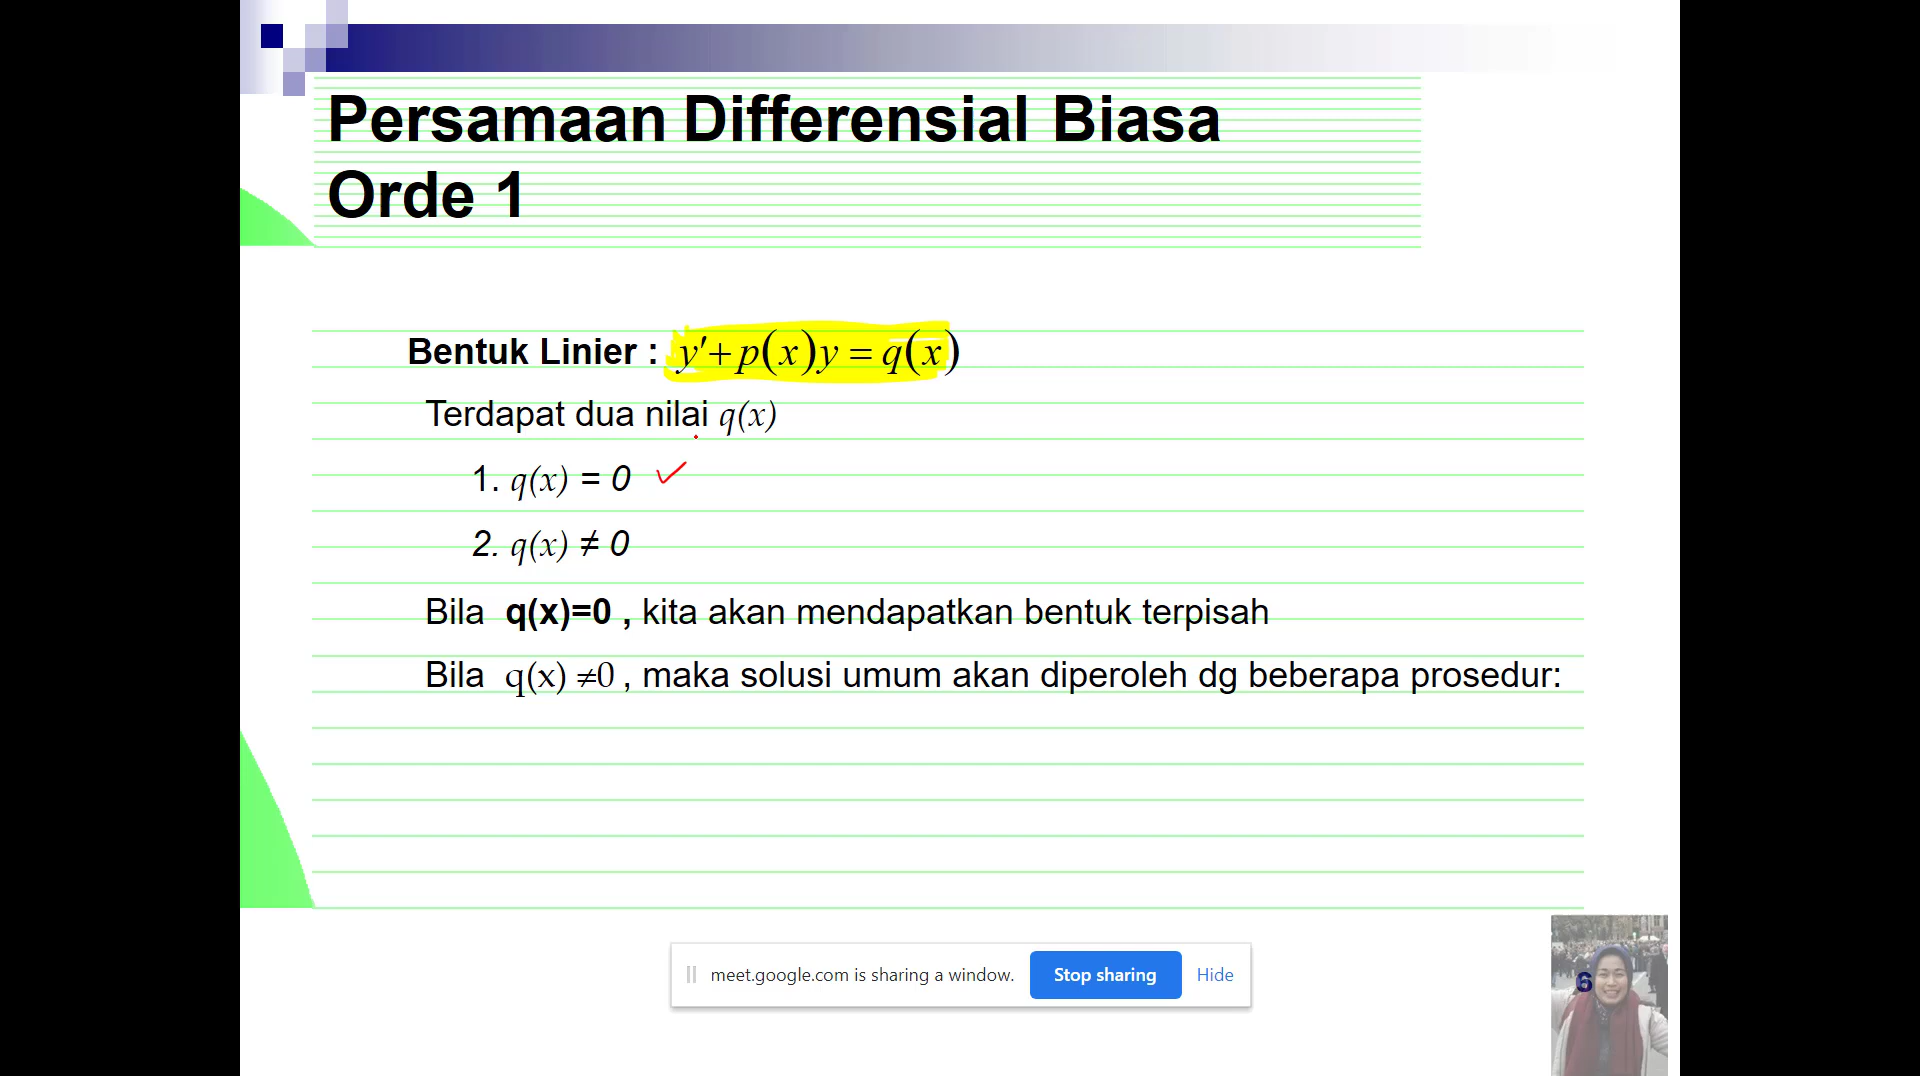 Persamaan Differensial Biasa
Orde 1
Bentuk Linier : y'+p(x)y = q(x)
Terdapat dua nilai q(x)
1. q(x) = 0
2. q(x) ≠ 0
Bila q(x)=0 , kita akan mendapatkan bentuk terpisah
Bila q(x) ≠0 , maka solusi umum akan diperoleh dg beberapa prosedur:
meet.google.com is sharing a window. Stop sharing Hide
6